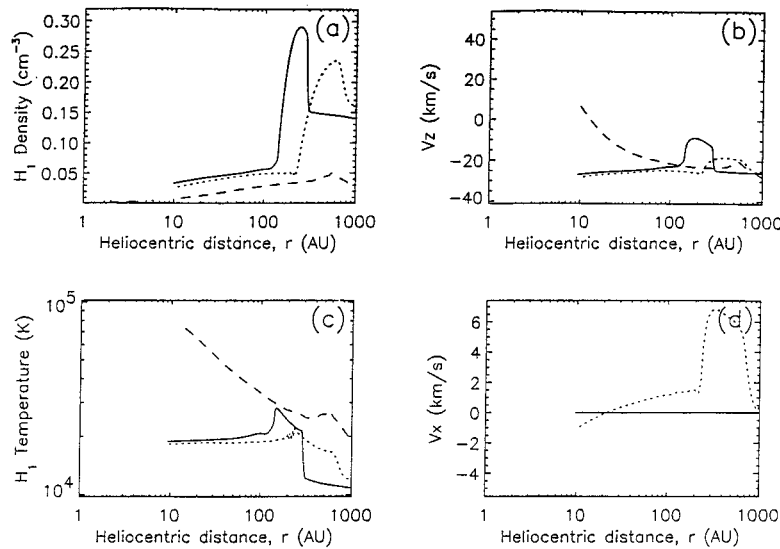 (a)
H₁ Density (cm⁻³)
0.30
0.25
0.20
0.15
0.10
0.05
1 10 100 1000
Heliocentric distance, r (AU)
(b)
Vz (km/s)
40
20
0
−20
−40
1 10 100 1000
Heliocentric distance, r (AU)
(c)
H₁ Temperature (K)
10⁵
10⁴
1 10 100 1000
Heliocentric distance, r (AU)
(d)
Vx (km/s)
6
4
2
0
−2
−4
1 10 100 1000
Heliocentric distance, r (AU)